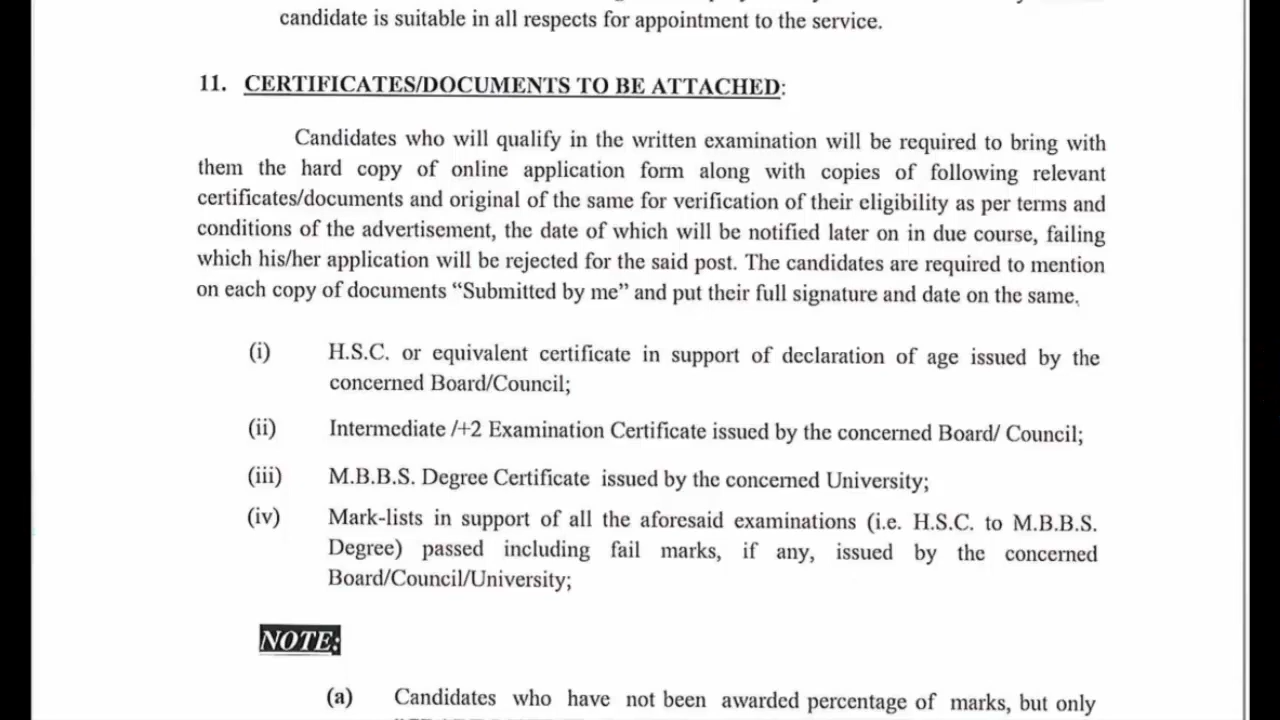 candidate is suitable in all respects for appointment to the service.
11. CERTIFICATES/DOCUMENTS TO BE ATTACHED:
Candidates who will qualify in the written examination will be required to bring with
them the hard copy of online application form along with copies of following relevant
certificates/documents and original of the same for verification of their eligibility as per terms and
conditions of the advertisement, the date of which will be notified later on in due course, failing
which his/her application will be rejected for the said post. The candidates are required to mention
on each copy of documents “Submitted by me” and put their full signature and date on the same.
(i) H.S.C. or equivalent certificate in support of declaration of age issued by the
concerned Board/Council;
(ii) Intermediate /+2 Examination Certificate issued by the concerned Board/ Council;
(iii) M.B.B.S. Degree Certificate issued by the concerned University;
(iv) Mark-lists in support of all the aforesaid examinations (i.e. H.S.C. to M.B.B.S.
Degree) passed including fail marks, if any, issued by the concerned
Board/Council/University;
NOTE:
(a) Candidates who have not been awarded percentage of marks, but only